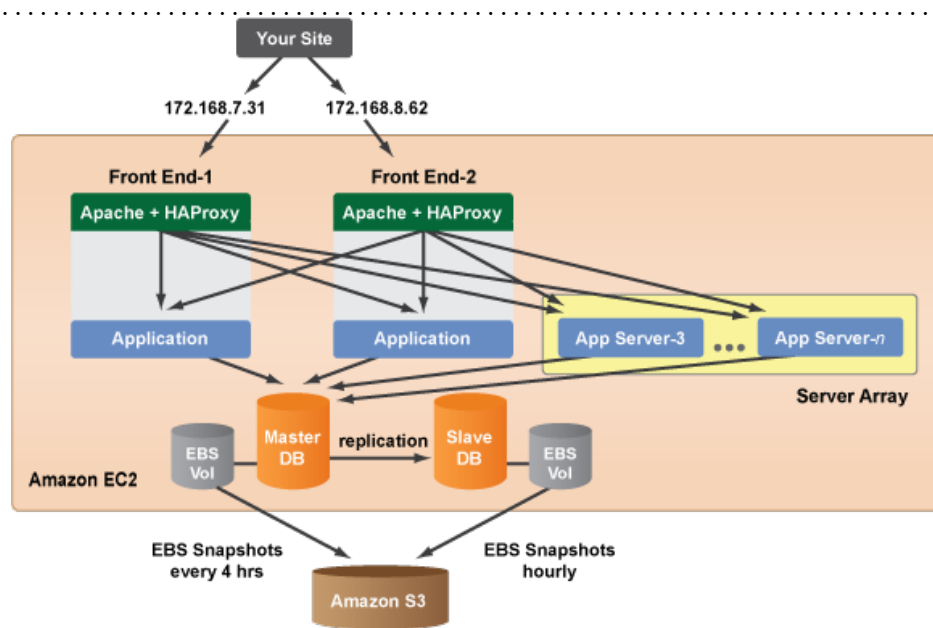 Your Site
172.168.7.31
172.168.8.62
Front End-1
Front End-2
Apache + HAProxy
Apache + HAProxy
Application
Application
App Server-3
App Server-n
Server Array
Master
DB
replication
Slave
DB
EBS
Vol
EBS
Vol
Amazon EC2
EBS Snapshots
every 4 hrs
EBS Snapshots
hourly
Amazon S3